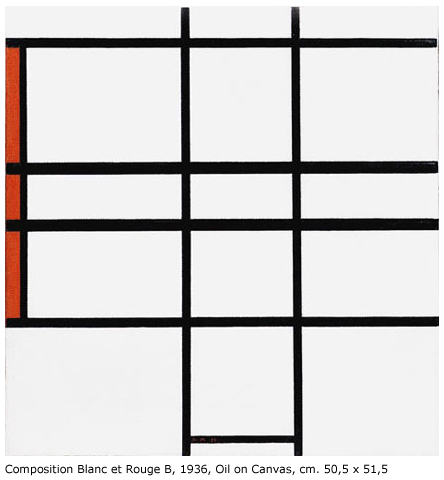 Composition Blanc et Rouge B, 1936, Oil on Canvas, cm. 50,5 x 51,5